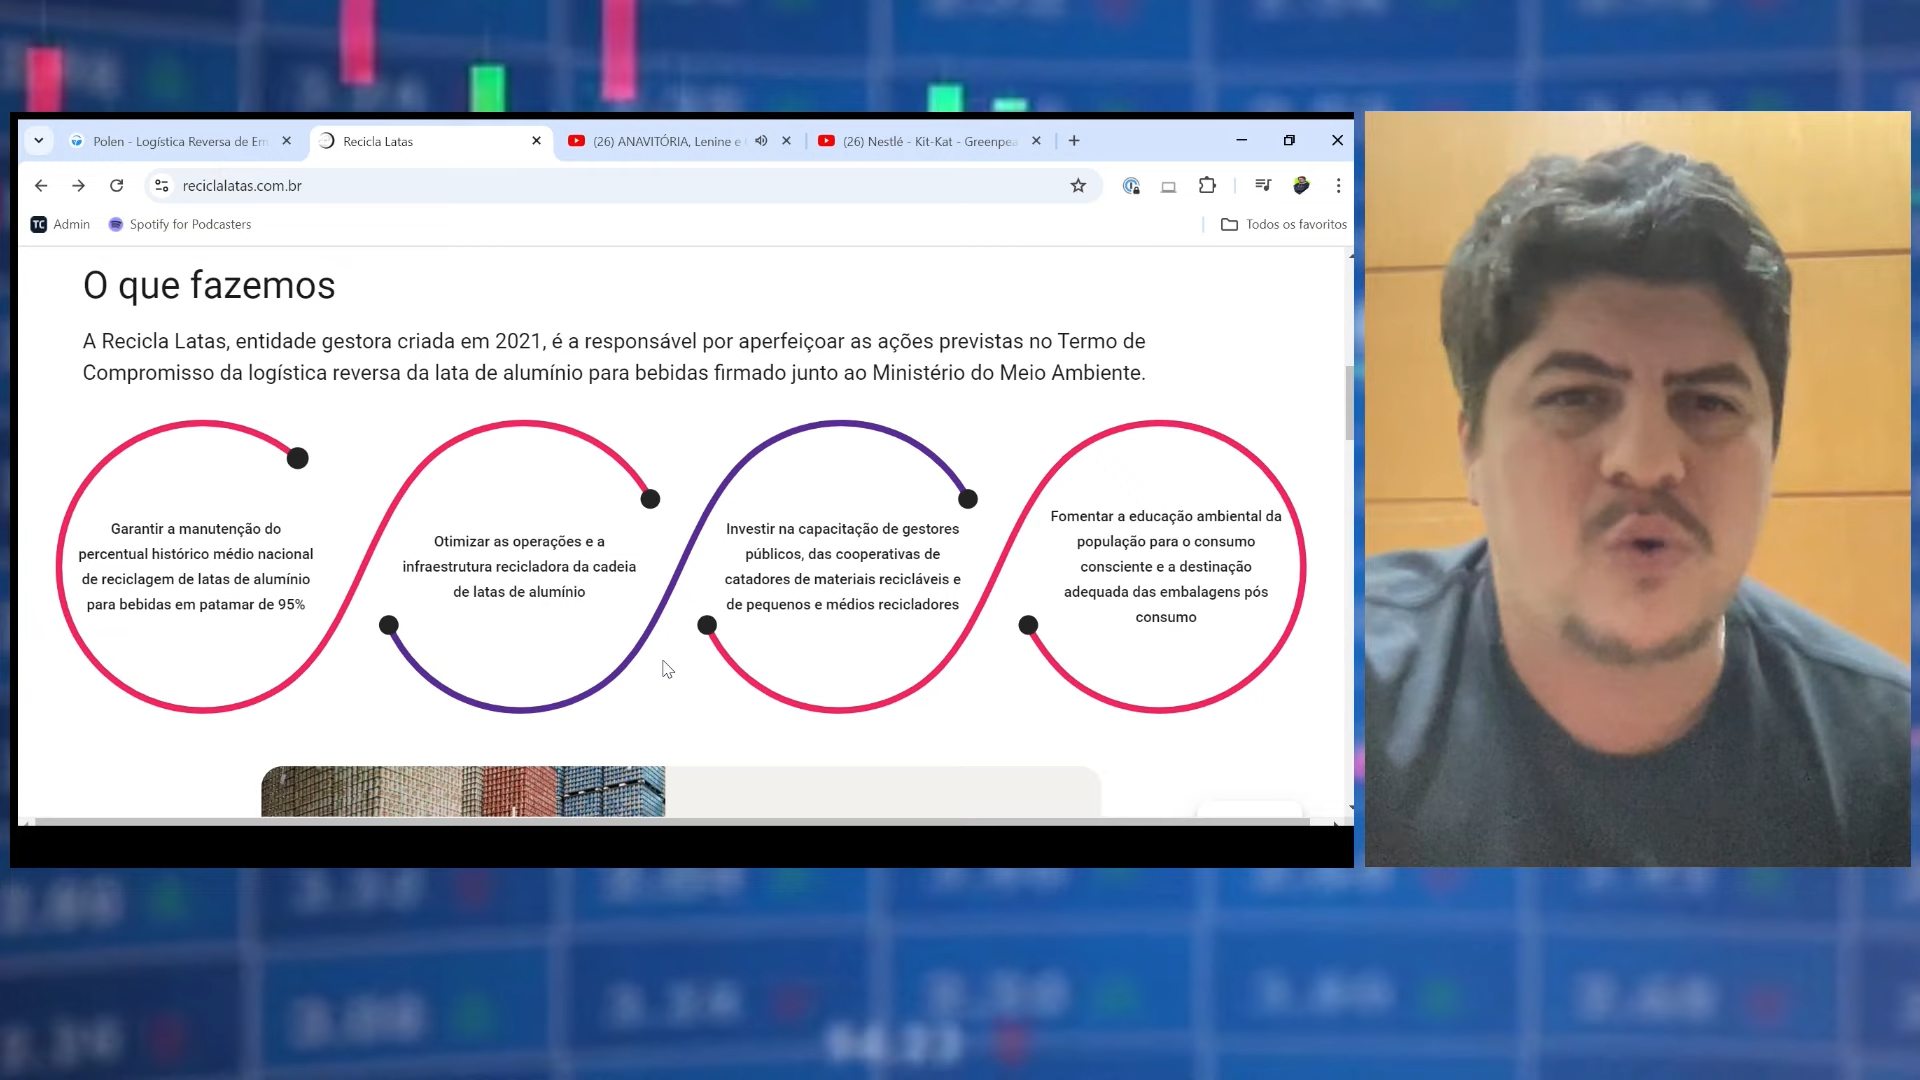 Polen - Logística Reversa de Em
Recicla Latas
(26) ANAVITÓRIA, Lenine e
(26) Nestlé - Kit-Kat - Greenpea
reciclalatas.com.br
TC Admin
Spotify for Podcasters
Todos os favoritos
O que fazemos
A Recicla Latas, entidade gestora criada em 2021, é a responsável por aperfeiçoar as ações previstas no Termo de
Compromisso da logística reversa da lata de alumínio para bebidas firmado junto ao Ministério do Meio Ambiente.
Garantir a manutenção do
percentual histórico médio nacional
de reciclagem de latas de alumínio
para bebidas em patamar de 95%
Otimizar as operações e a
infraestrutura recicladora da cadeia
de latas de alumínio
Investir na capacitação de gestores
públicos, das cooperativas de
catadores de materiais recicláveis e
de pequenos e médios recicladores
Fomentar a educação ambiental da
população para o consumo
consciente e a destinação
adequada das embalagens pós
consumo